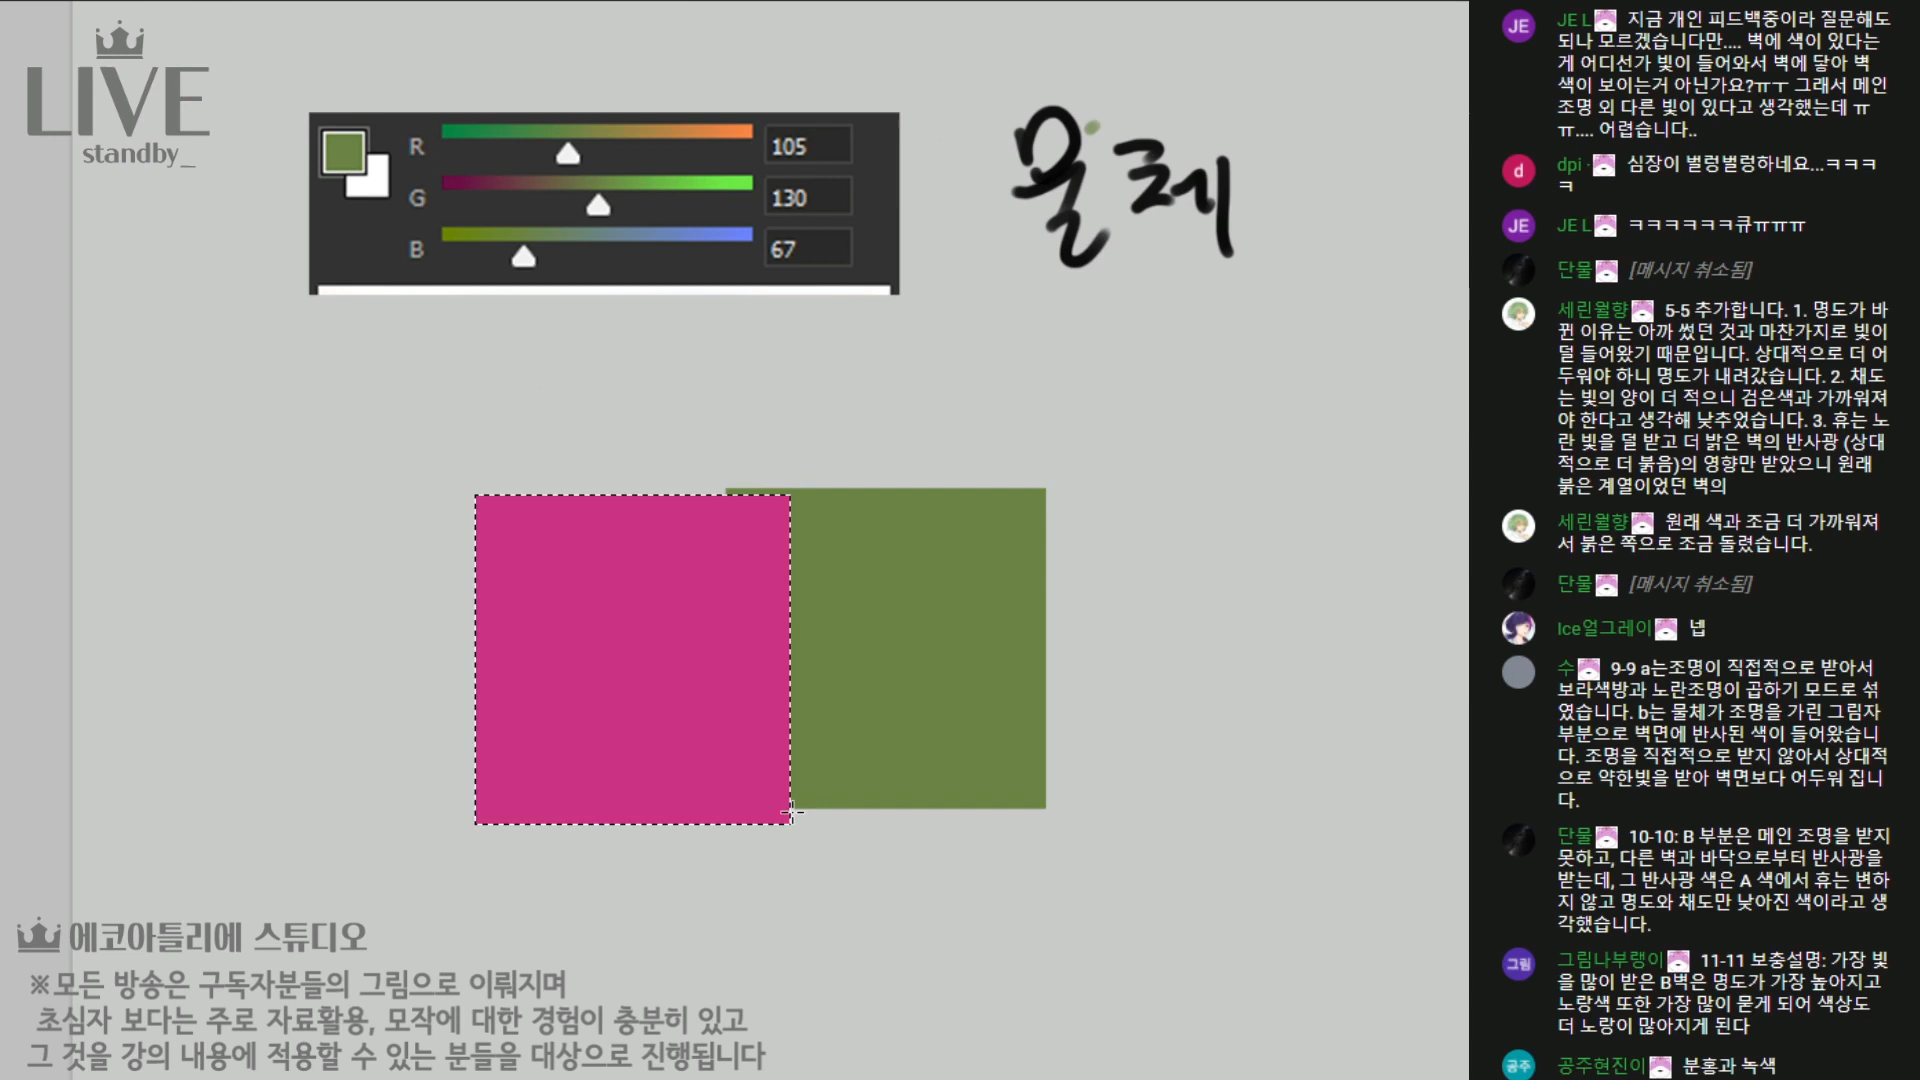 LIVE
standby_
R 105
G 130
B 67
물체
에코아틀리에 스튜디오
※모든 방송은 구독자분들의 그림으로 이뤄지며
초심자 보다는 주로 자료활용, 모작에 대한 경험이 충분히 있고
그 것을 강의 내용에 적용할 수 있는 분들을 대상으로 진행됩니다
JE
JE L 지금 개인 피드백중이라 질문해도
되나 모르겠습니다만.... 벽에 색이 있다는
게 어디선가 빛이 들어와서 벽에 닿아 벽
색이 보이는거 아닌가요?ㅠㅜ 그래서 메인
조명 외 다른 빛이 있다고 생각했는데 ㅠ
ㅠ.... 어렵습니다..
d
dpi · 심장이 벌렁벌렁하네요...ㅋㅋㅋ
ㅋ
JE
JE L ㅋㅋㅋㅋㅋㅋ큐ㅠㅠㅠ
단물 [메시지 취소됨]
세린월향 5-5 추가합니다. 1. 명도가 바
뀐 이유는 아까 썼던 것과 마찬가지로 빛이
덜 들어왔기 때문입니다. 상대적으로 더 어
두워야 하니 명도가 내려갔습니다. 2. 채도
는 빛의 양이 더 적으니 검은색과 가까워져
야 한다고 생각해 낮추었습니다. 3. 휴는 노
란 빛을 덜 받고 더 밝은 벽의 반사광 (상대
적으로 더 붉음)의 영향만 받았으니 원래
붉은 계열이었던 벽의
세린월향 원래 색과 조금 더 가까워져
서 붉은 쪽으로 조금 돌렸습니다.
단물 [메시지 취소됨]
Ice얼그레이 넵
수 9-9 a는조명이 직접적으로 받아서
보라색방과 노란조명이 곱하기 모드로 섞
였습니다. b는 물체가 조명을 가린 그림자
부분으로 벽면에 반사된 색이 들어왔습니
다. 조명을 직접적으로 받지 않아서 상대적
으로 약한빛을 받아 벽면보다 어두워 집니
다.
단물 10-10: B 부분은 메인 조명을 받지
못하고, 다른 벽과 바닥으로부터 반사광을
받는데, 그 반사광 색은 A 색에서 휴는 변하
지 않고 명도와 채도만 낮아진 색이라고 생
각했습니다.
그림
그림나부랭이 11-11 보충설명: 가장 빛
을 많이 받은 B벽은 명도가 가장 높아지고
노랑색 또한 가장 많이 묻게 되어 색상도
더 노랑이 많아지게 된다
공주
공주현진이 분홍과 녹색